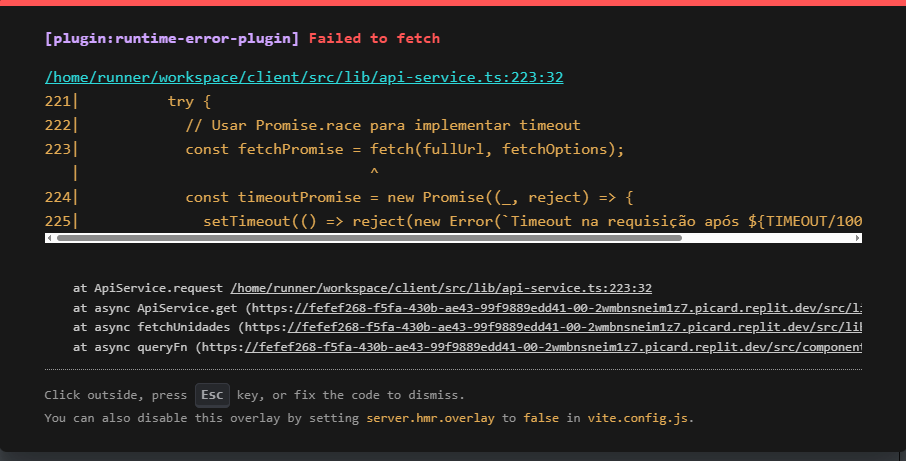 [plugin:runtime-error-plugin] Failed to fetch
/home/runner/workspace/client/src/lib/api-service.ts:223:32
221|          try {
222|            // Usar Promise.race para implementar timeout
223|            const fetchPromise = fetch(fullUrl, fetchOptions);
   |                                 ^
224|            const timeoutPromise = new Promise((_, reject) => {
225|              setTimeout(() => reject(new Error(`Timeout na requisição após ${TIMEOUT/100
at ApiService.request /home/runner/workspace/client/src/lib/api-service.ts:223:32
at async ApiService.get (https://fefef268-f5fa-430b-ae43-99f9889edd41-00-2wmbnsneim1z7.picard.replit.dev/src/li
at async fetchUnidades (https://fefef268-f5fa-430b-ae43-99f9889edd41-00-2wmbnsneim1z7.picard.replit.dev/src/lib
at async queryFn (https://fefef268-f5fa-430b-ae43-99f9889edd41-00-2wmbnsneim1z7.picard.replit.dev/src/component
Click outside, press Esc key, or fix the code to dismiss.
You can also disable this overlay by setting server.hmr.overlay to false in vite.config.js.